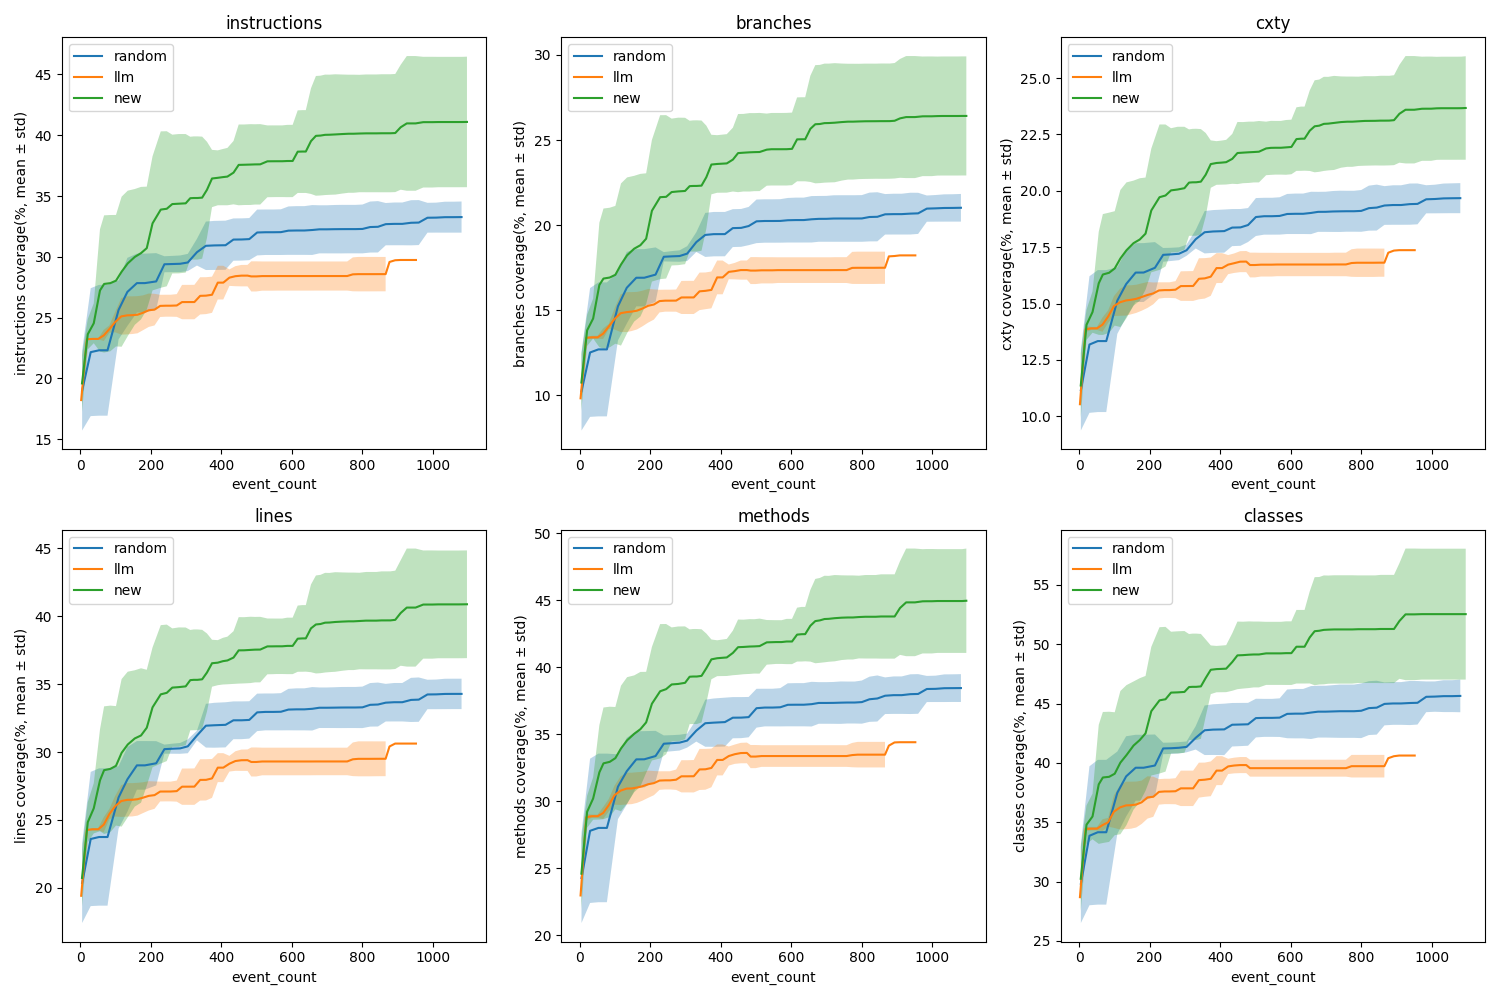 instructions
random
llm
new
instructions coverage(%, mean ± std)
45
40
35
30
25
20
15
0 200 400 600 800 1000
event_count
branches
random
llm
new
branches coverage(%, mean ± std)
30
25
20
15
10
0 200 400 600 800 1000
event_count
cxty
random
llm
new
cxty coverage(%, mean ± std)
25.0
22.5
20.0
17.5
15.0
12.5
10.0
0 200 400 600 800 1000
event_count
lines
random
llm
new
lines coverage(%, mean ± std)
45
40
35
30
25
20
0 200 400 600 800 1000
event_count
methods
random
llm
new
methods coverage(%, mean ± std)
50
45
40
35
30
25
20
0 200 400 600 800 1000
event_count
classes
random
llm
new
classes coverage(%, mean ± std)
55
50
45
40
35
30
25
0 200 400 600 800 1000
event_count